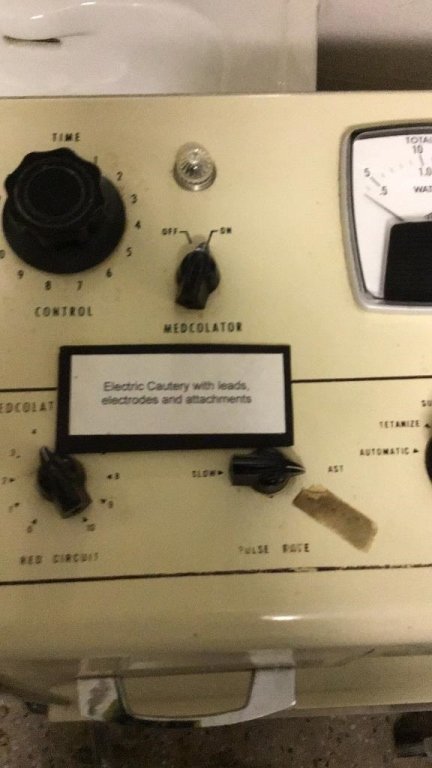 TIME
1
2
3
4
5
6
7
8
9
CONTROL
OFF
ON
MEDCOLATOR
TOTAL
10
5
1.0
.5
WAT
Electric Cautery with leads,
electrodes and attachments
EDCOLAT
8
9
10
0
RED CIRCUIT
SLOW
AST
PULSE RATE
SU
TETANIZE
AUTOMATIC